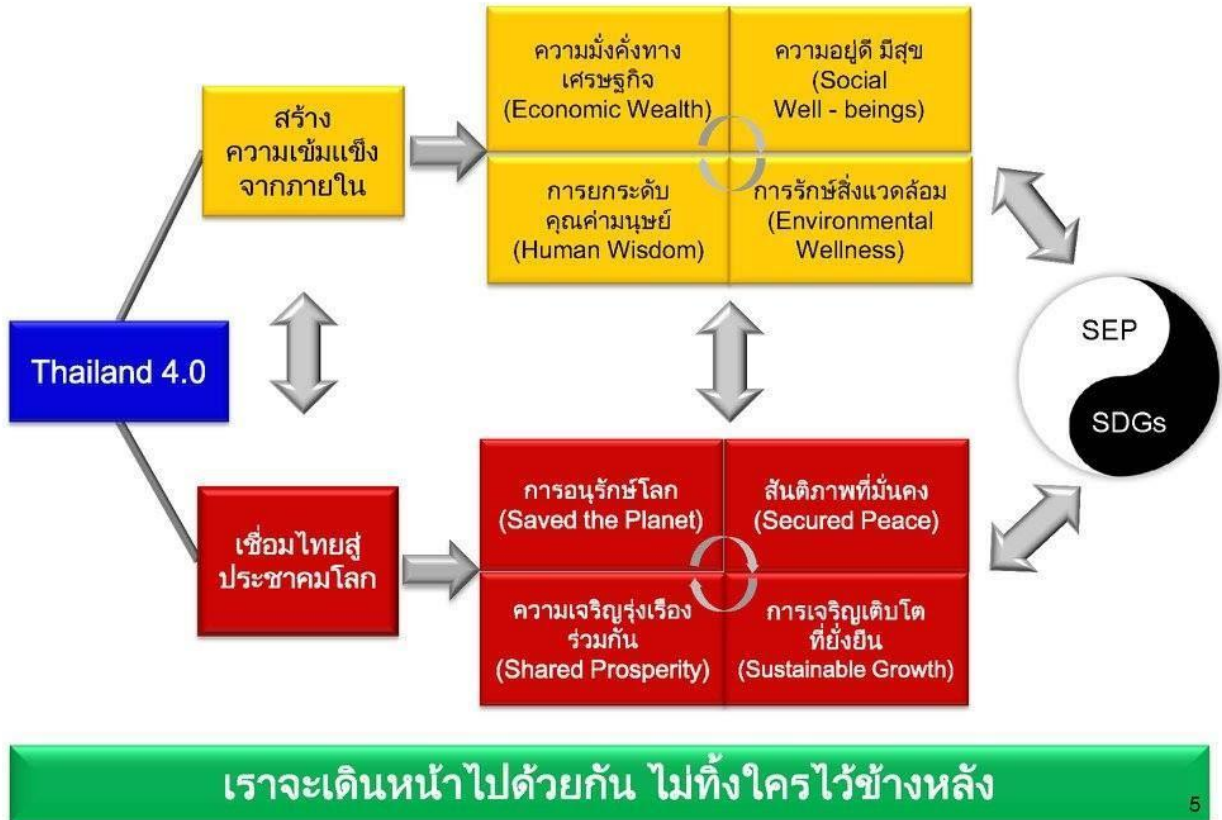 Thailand 4.0
สร้าง
ความเข้มแข็ง
จากภายใน
ความมั่งคั่งทาง
เศรษฐกิจ
(Economic Wealth)
ความอยู่ดี มีสุข
(Social
Well - beings)
การยกระดับ
คุณค่ามนุษย์
(Human Wisdom)
การรักษ์สิ่งแวดล้อม
(Environmental
Wellness)
เชื่อมไทยสู่
ประชาคมโลก
การอนุรักษ์โลก
(Saved the Planet)
สันติภาพที่มั่นคง
(Secured Peace)
ความเจริญรุ่งเรือง
ร่วมกัน
(Shared Prosperity)
การเจริญเติบโต
ที่ยั่งยืน
(Sustainable Growth)
SEP
SDGs
เราจะเดินหน้าไปด้วยกัน ไม่ทิ้งใครไว้ข้างหลัง
5